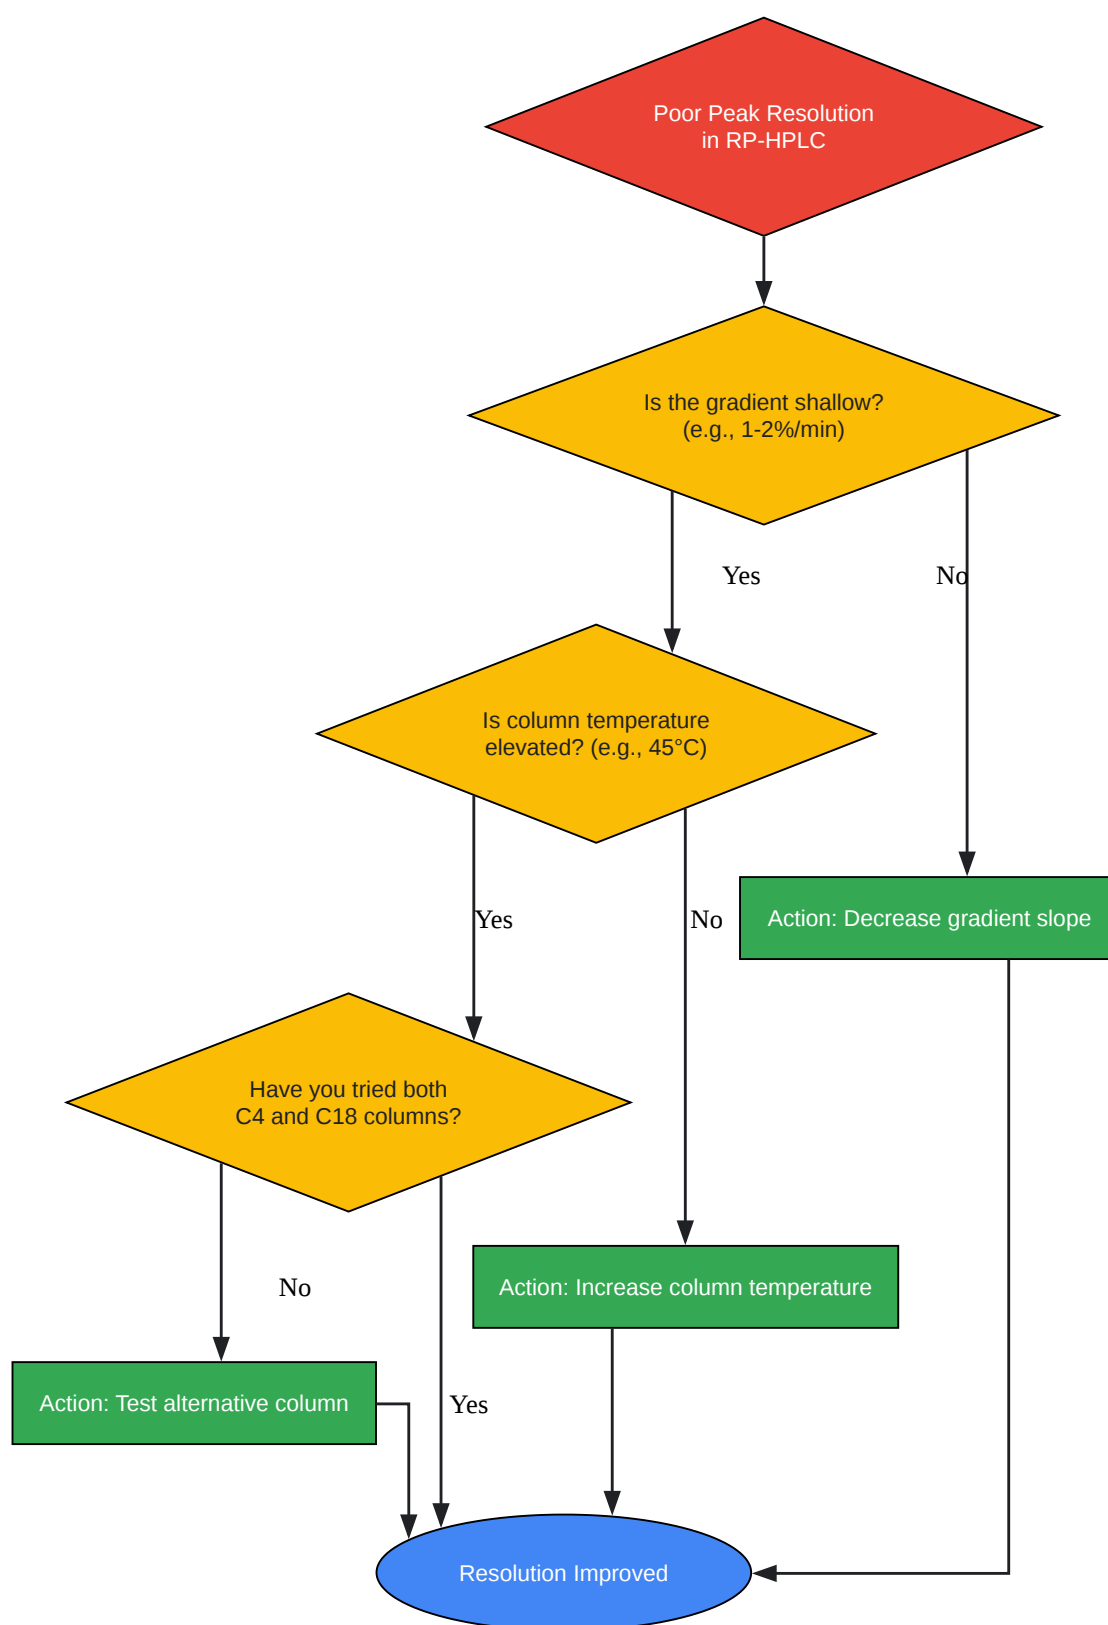 Poor Peak Resolution
in RP-HPLC
Is the gradient shallow?
(e.g., 1-2%/min)
Yes
No
Is column temperature
elevated? (e.g., 45°C)
Yes
No
Action: Decrease gradient slope
Have you tried both
C4 and C18 columns?
No
Action: Increase column temperature
Action: Test alternative column
Yes
Resolution Improved